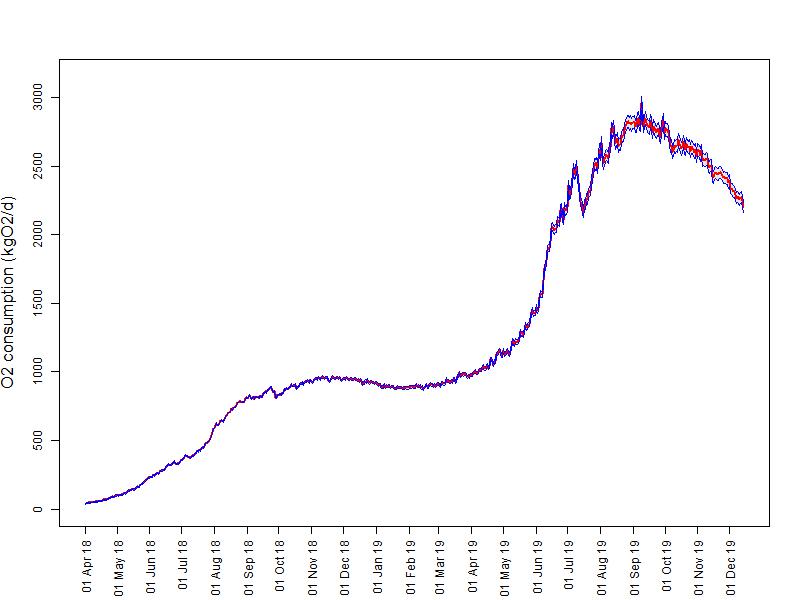 O2 consumption (kgO2/d)
3000
2500
2000
1500
1000
500
0
01 Apr 18
01 May 18
01 Jun 18
01 Jul 18
01 Aug 18
01 Sep 18
01 Oct 18
01 Nov 18
01 Dec 18
01 Jan 19
01 Feb 19
01 Mar 19
01 Apr 19
01 May 19
01 Jun 19
01 Jul 19
01 Aug 19
01 Sep 19
01 Oct 19
01 Nov 19
01 Dec 19